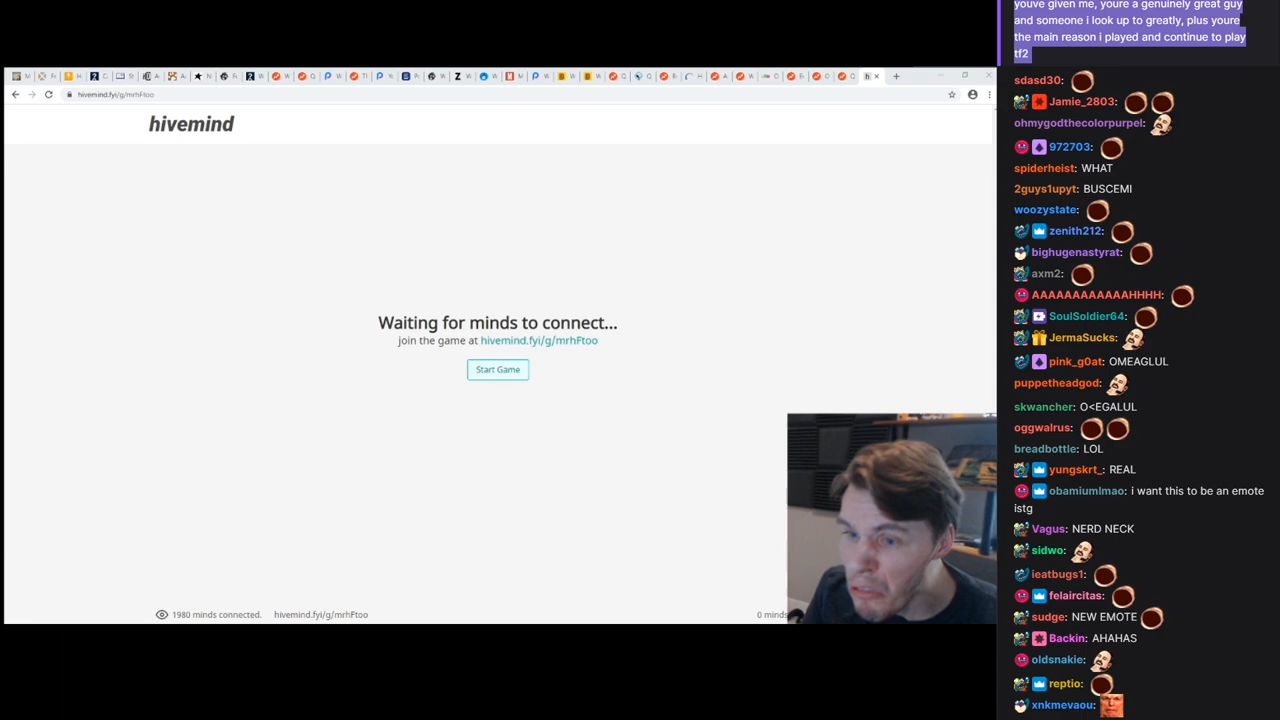 youve given me, youre a genuinely great guy
and someone i look up to greatly, plus youre
the main reason i played and continue to play
tf2
hivemind.fyi/g/mrhFtoo
hivemind
Waiting for minds to connect...
join the game at hivemind.fyi/g/mrhFtoo
Start Game
1980 minds connected. hivemind.fyi/g/mrhFtoo
0 minds
sdasd30:
Jamie_2803:
ohmygodthecolorpurpel:
972703:
spiderheist: WHAT
2guys1upyt: BUSCEMI
woozystate:
zenith212:
bighugenastyrat:
axm2:
AAAAAAAAAAAAHHHH:
SoulSoldier64:
JermaSucks:
pink_g0at: OMEAGLUL
puppetheadgod:
skwancher: O<EGALUL
oggwalrus:
breadbottle: LOL
yungskrt_: REAL
obamiumlmao: i want this to be an emote
istg
Vagus: NERD NECK
sidwo:
ieatbugs1:
felaircitas:
sudge: NEW EMOTE
Backin: AHAHAS
oldsnakie:
reptio:
xnkmevaou: